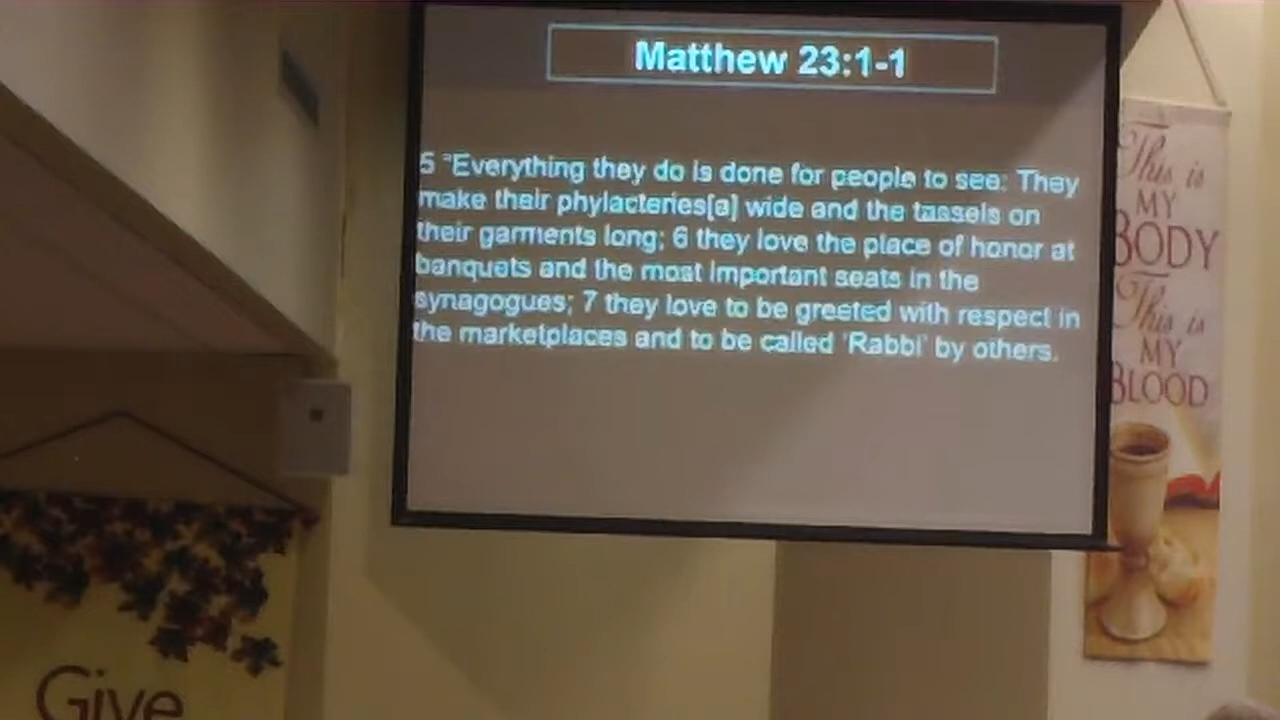 Matthew 23:1-1
5 "Everything they do is done for people to see: They
make their phylacteries[a] wide and the tassels on
their garments long; 6 they love the place of honor at
banquets and the most important seats in the
synagogues; 7 they love to be greeted with respect in
the marketplaces and to be called 'Rabbi' by others.
This is
MY
BODY
This is
MY
BLOOD
Give